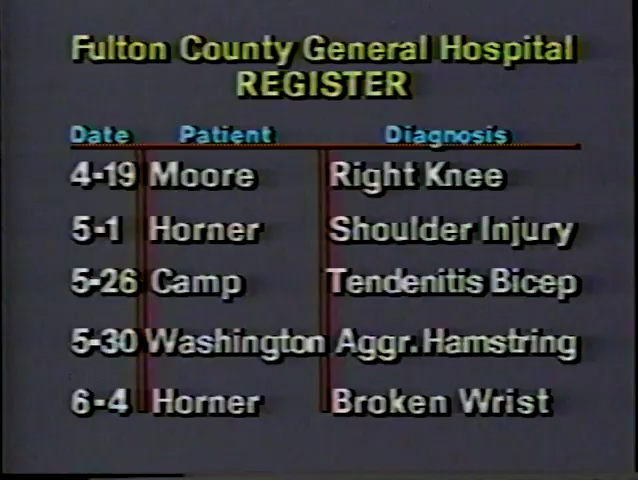 Fulton County General Hospital
REGISTER
Date Patient Diagnosis
4-19 Moore Right Knee
5-1 Horner Shoulder Injury
5-26 Camp Tendenitis Bicep
5-30 Washington Aggr. Hamstring
6-4 Horner Broken Wrist